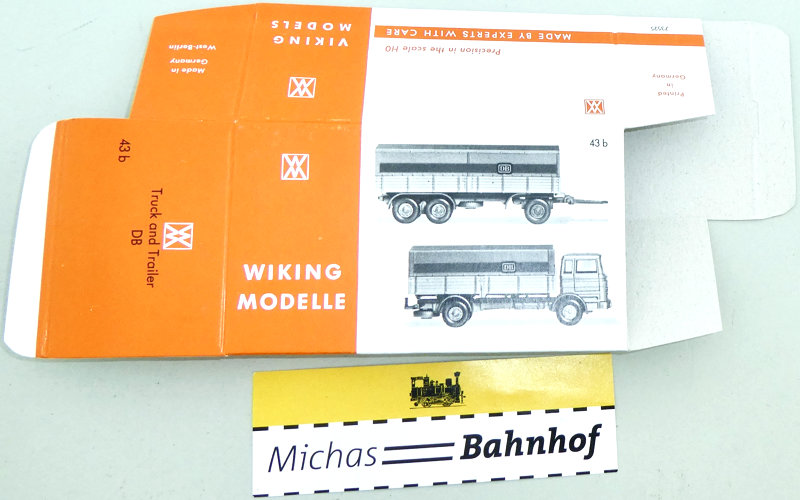 VIKING
MODELS
Made in
Germany
West-Berlin
MADE BY EXPERTS WITH CARE
Precision in the scale HO
Printed
in
Germany
43 b
Truck and Trailer
DB
WIKING
MODELLE
43 b
DB
DB
Michas Bahnhof